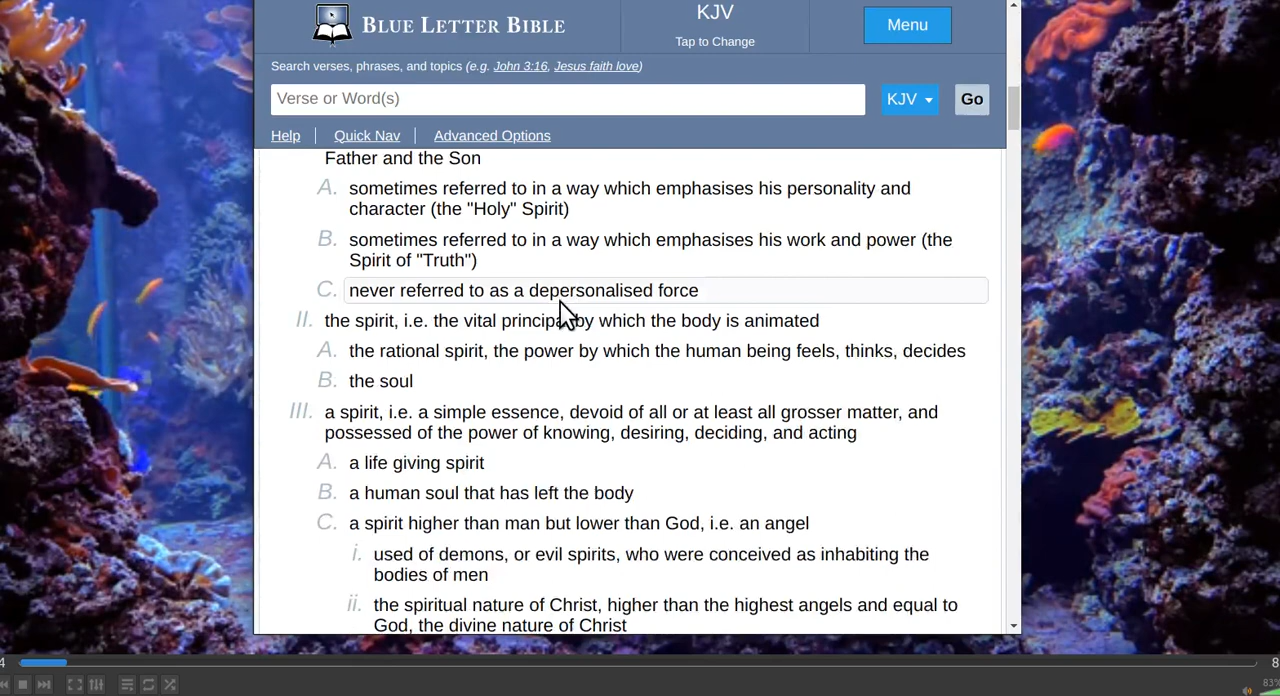 BLUE LETTER BIBLE
KJV
Tap to Change
Menu
Search verses, phrases, and topics (e.g. John 3:16, Jesus faith love)
Verse or Word(s)
KJV
Go
Help
Quick Nav
Advanced Options
Father and the Son
A. sometimes referred to in a way which emphasises his personality and
character (the "Holy" Spirit)
B. sometimes referred to in a way which emphasises his work and power (the
Spirit of "Truth")
C. never referred to as a depersonalised force
II. the spirit, i.e. the vital principal by which the body is animated
A. the rational spirit, the power by which the human being feels, thinks, decides
B. the soul
III. a spirit, i.e. a simple essence, devoid of all or at least all grosser matter, and
possessed of the power of knowing, desiring, deciding, and acting
A. a life giving spirit
B. a human soul that has left the body
C. a spirit higher than man but lower than God, i.e. an angel
i. used of demons, or evil spirits, who were conceived as inhabiting the
bodies of men
ii. the spiritual nature of Christ, higher than the highest angels and equal to
God, the divine nature of Christ
4
8
83%